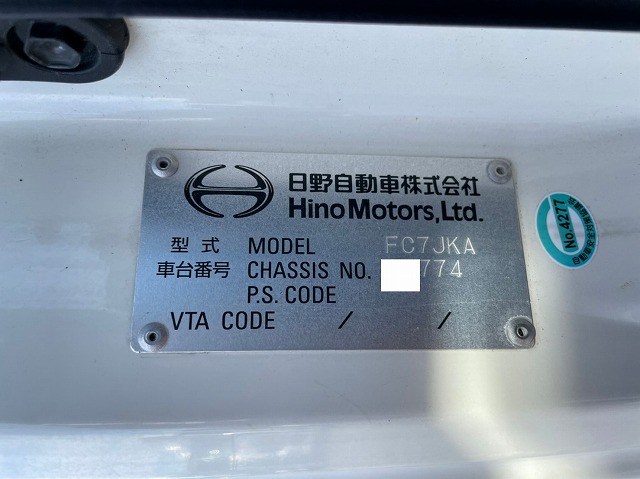 日野自動車株式会社
Hino Motors, Ltd.
型式 MODEL FC7JKA
車台番号 CHASSIS NO. 774
P.S. CODE
VTA CODE / /
No.4277